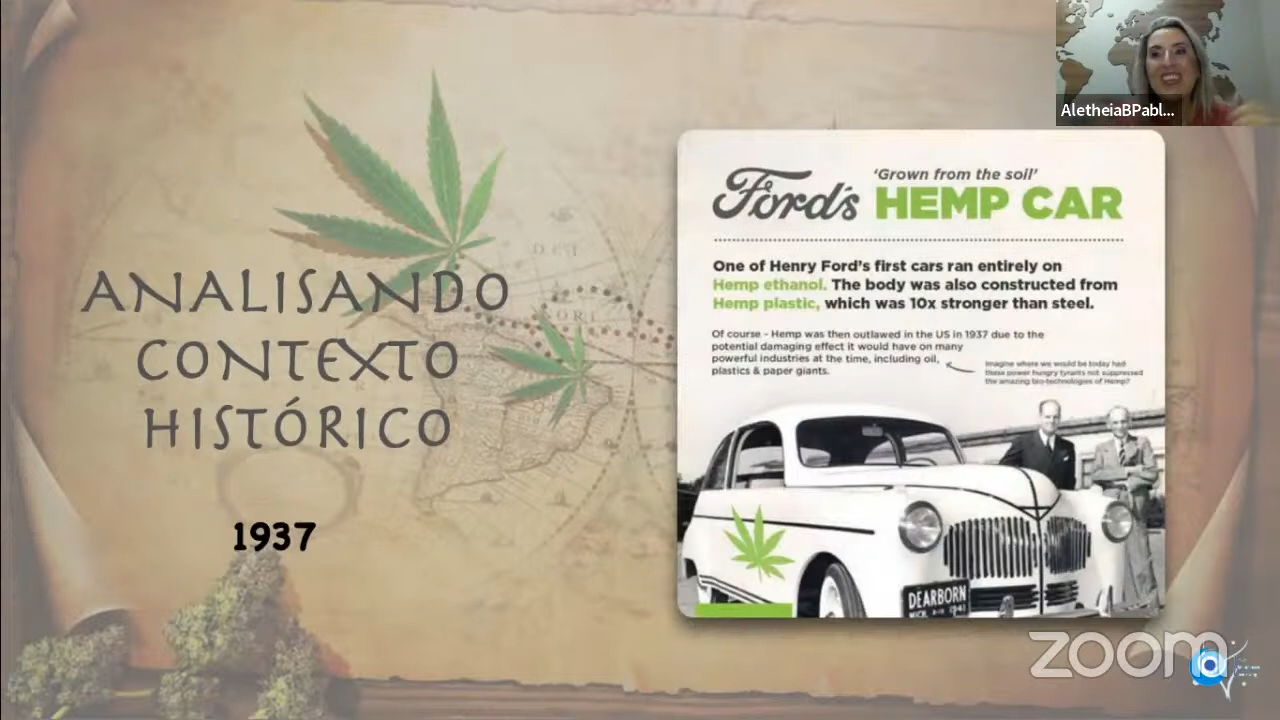 AletheiaBPabl...
ANALISANDO
CONTEXTO
HISTÓRICO
1937
Ford's
'Grown from the soil'
HEMP CAR
One of Henry Ford's first cars ran entirely on
Hemp ethanol. The body was also constructed from
Hemp plastic, which was 10x stronger than steel.
Of course - Hemp was then outlawed in the US in 1937 due to the
potential damaging effect it would have on many
powerful industries at the time, including oil,
plastics & paper giants.
Imagine where we would be today had
these power hungry tyrants not suppressed
the amazing bio-technologies of Hemp?
DEARBORN
1941
zoom